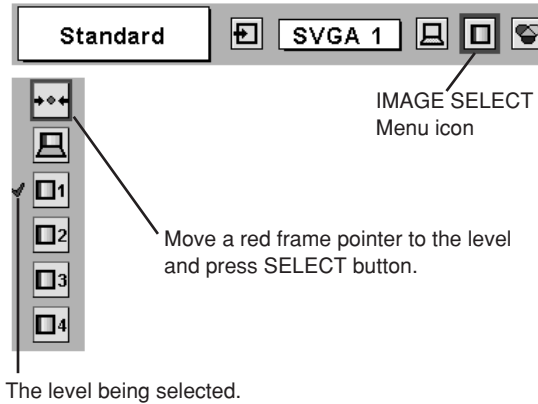 Standard
SVGA 1
IMAGE SELECT
Menu icon
1
Move a red frame pointer to the level
and press SELECT button.
2
3
4
The level being selected.